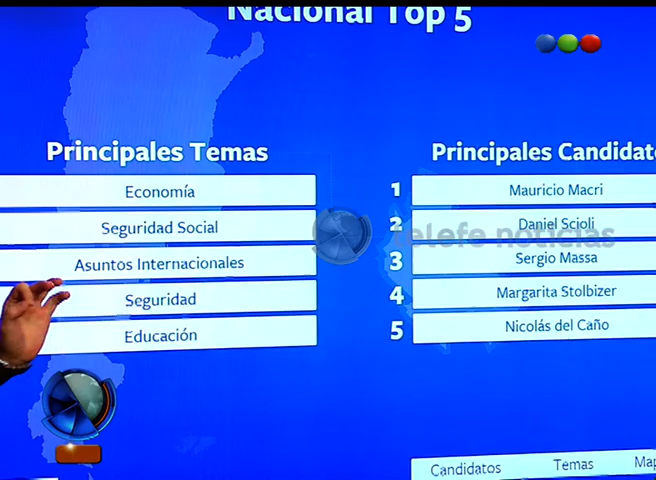 Nacional Top 5
Principales Temas
Economía
Seguridad Social
Asuntos Internacionales
Seguridad
Educación
Principales Candidat
1 Mauricio Macri
2 Daniel Scioli
3 Sergio Massa
4 Margarita Stolbizer
5 Nicolás del Caño
telefe noticias
Candidatos Temas Map